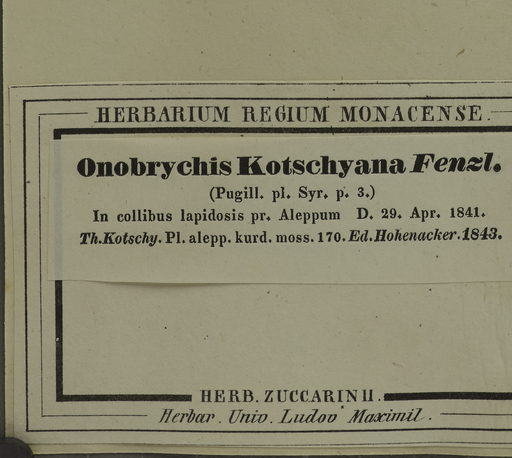 HERBARIUM REGIUM MONACENSE.
Onobrychis Kotschyana Fenzl.
(Pugill. pl. Syr. p. 3.)
In collibus lapidosis pr. Aleppum D. 29. Apr. 1841.
Th. Kotschy. Pl. alepp. kurd. moss. 170. Ed. Hohenacker. 1843.
HERB. ZUCCARINII.
Herbar. Univ. Ludov. Maximil.